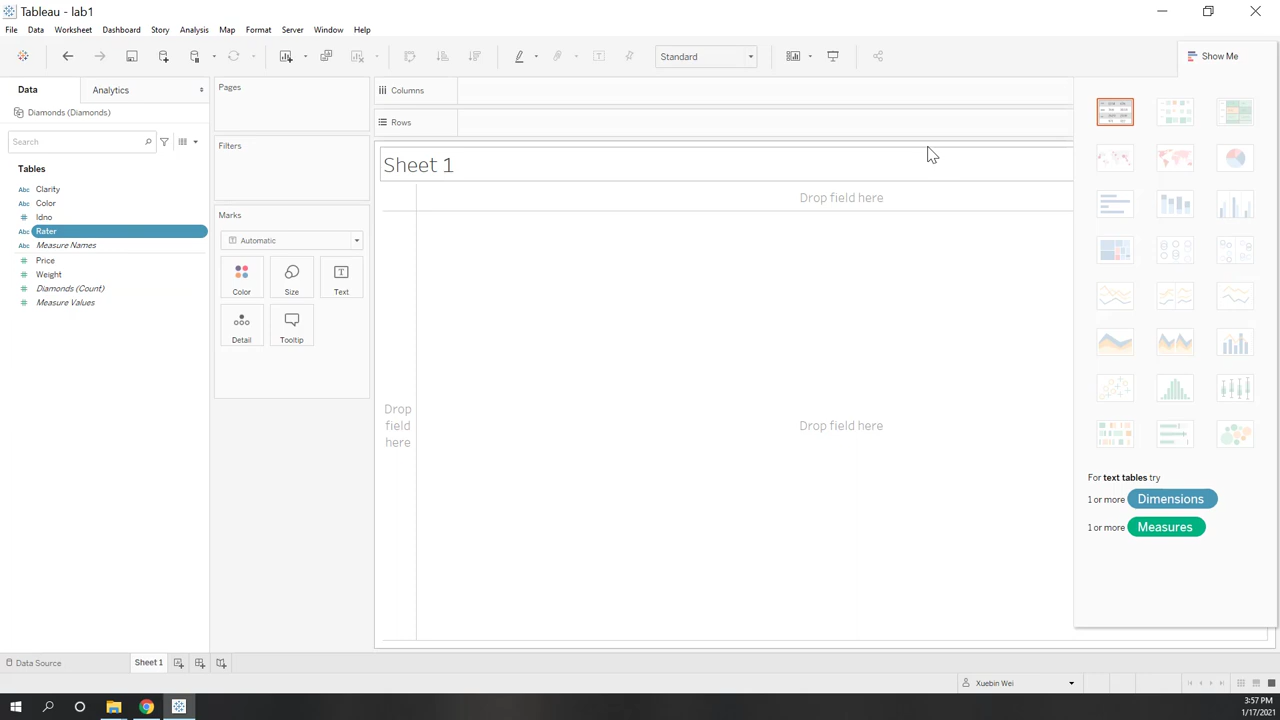 Tableau - lab1
File Data Worksheet Dashboard Story Analysis Map Format Server Window Help
Standard
Show Me
Data Analytics
Diamonds (Diamonds)
Search
Tables
Abc Clarity
Abc Color
# Idno
Abc Rater
Abc Measure Names
# Price
# Weight
# Diamonds (Count)
# Measure Values
Pages
Filters
Marks
Automatic
Color Size Text
Detail Tooltip
Columns
Rows
Sheet 1
Drop field here
Drop
field
here
Drop field here
For text tables try
1 or more Dimensions
1 or more Measures
Data Source Sheet 1
Xuebin Wei
3:57 PM
1/17/2021